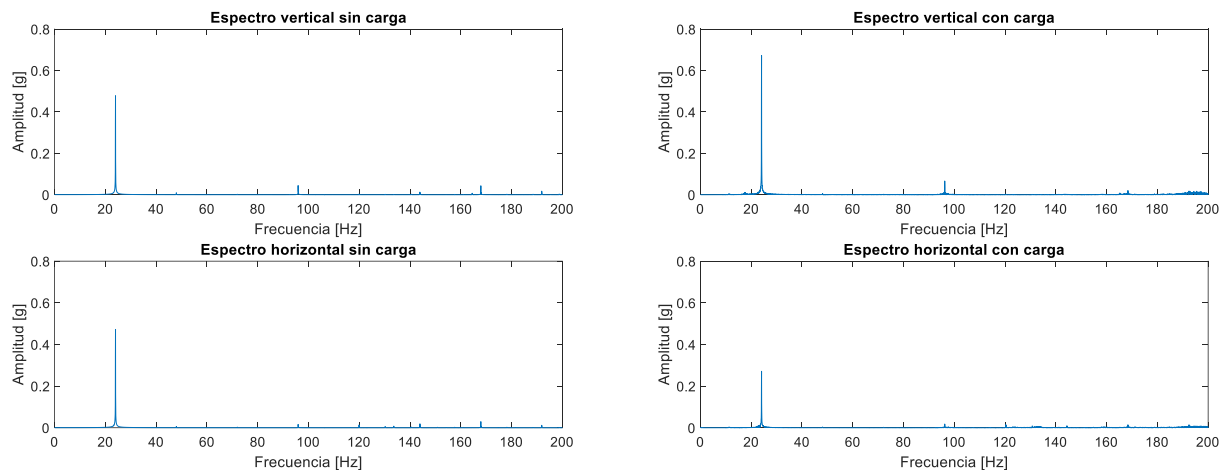 Espectro vertical sin carga
0.8
0.6
0.4
0.2
0
Amplitud [g]
0 20 40 60 80 100 120 140 160 180 200
Frecuencia [Hz]
Espectro vertical con carga
0.8
0.6
0.4
0.2
0
Amplitud [g]
0 20 40 60 80 100 120 140 160 180 200
Frecuencia [Hz]
Espectro horizontal sin carga
0.8
0.6
0.4
0.2
0
Amplitud [g]
0 20 40 60 80 100 120 140 160 180 200
Frecuencia [Hz]
Espectro horizontal con carga
0.8
0.6
0.4
0.2
0
Amplitud [g]
0 20 40 60 80 100 120 140 160 180 200
Frecuencia [Hz]